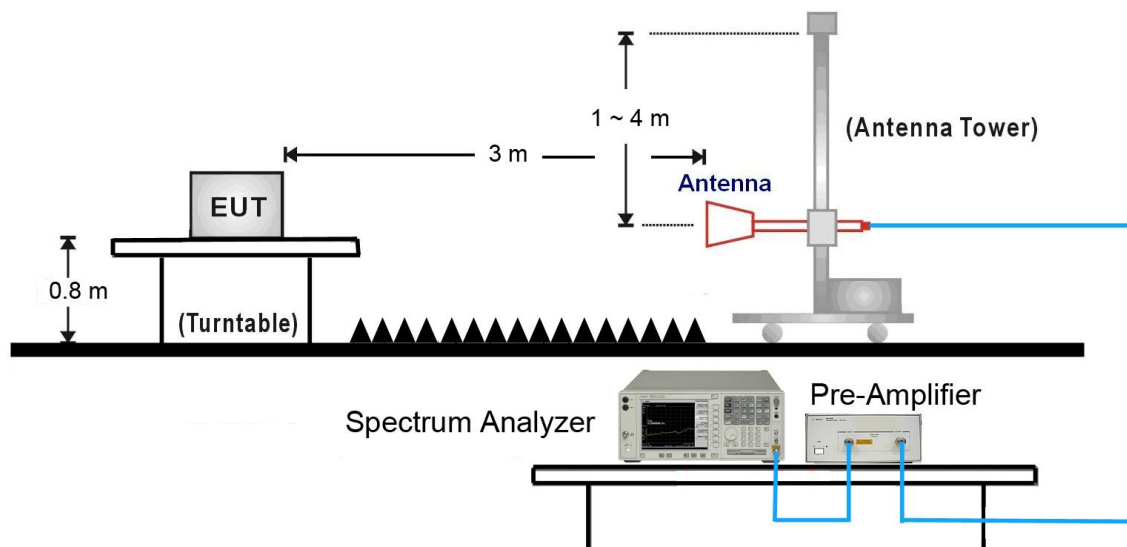 1 ~ 4 m
(Antenna Tower)
3 m
Antenna
EUT
0.8 m
(Turntable)
Spectrum Analyzer
Pre-Amplifier